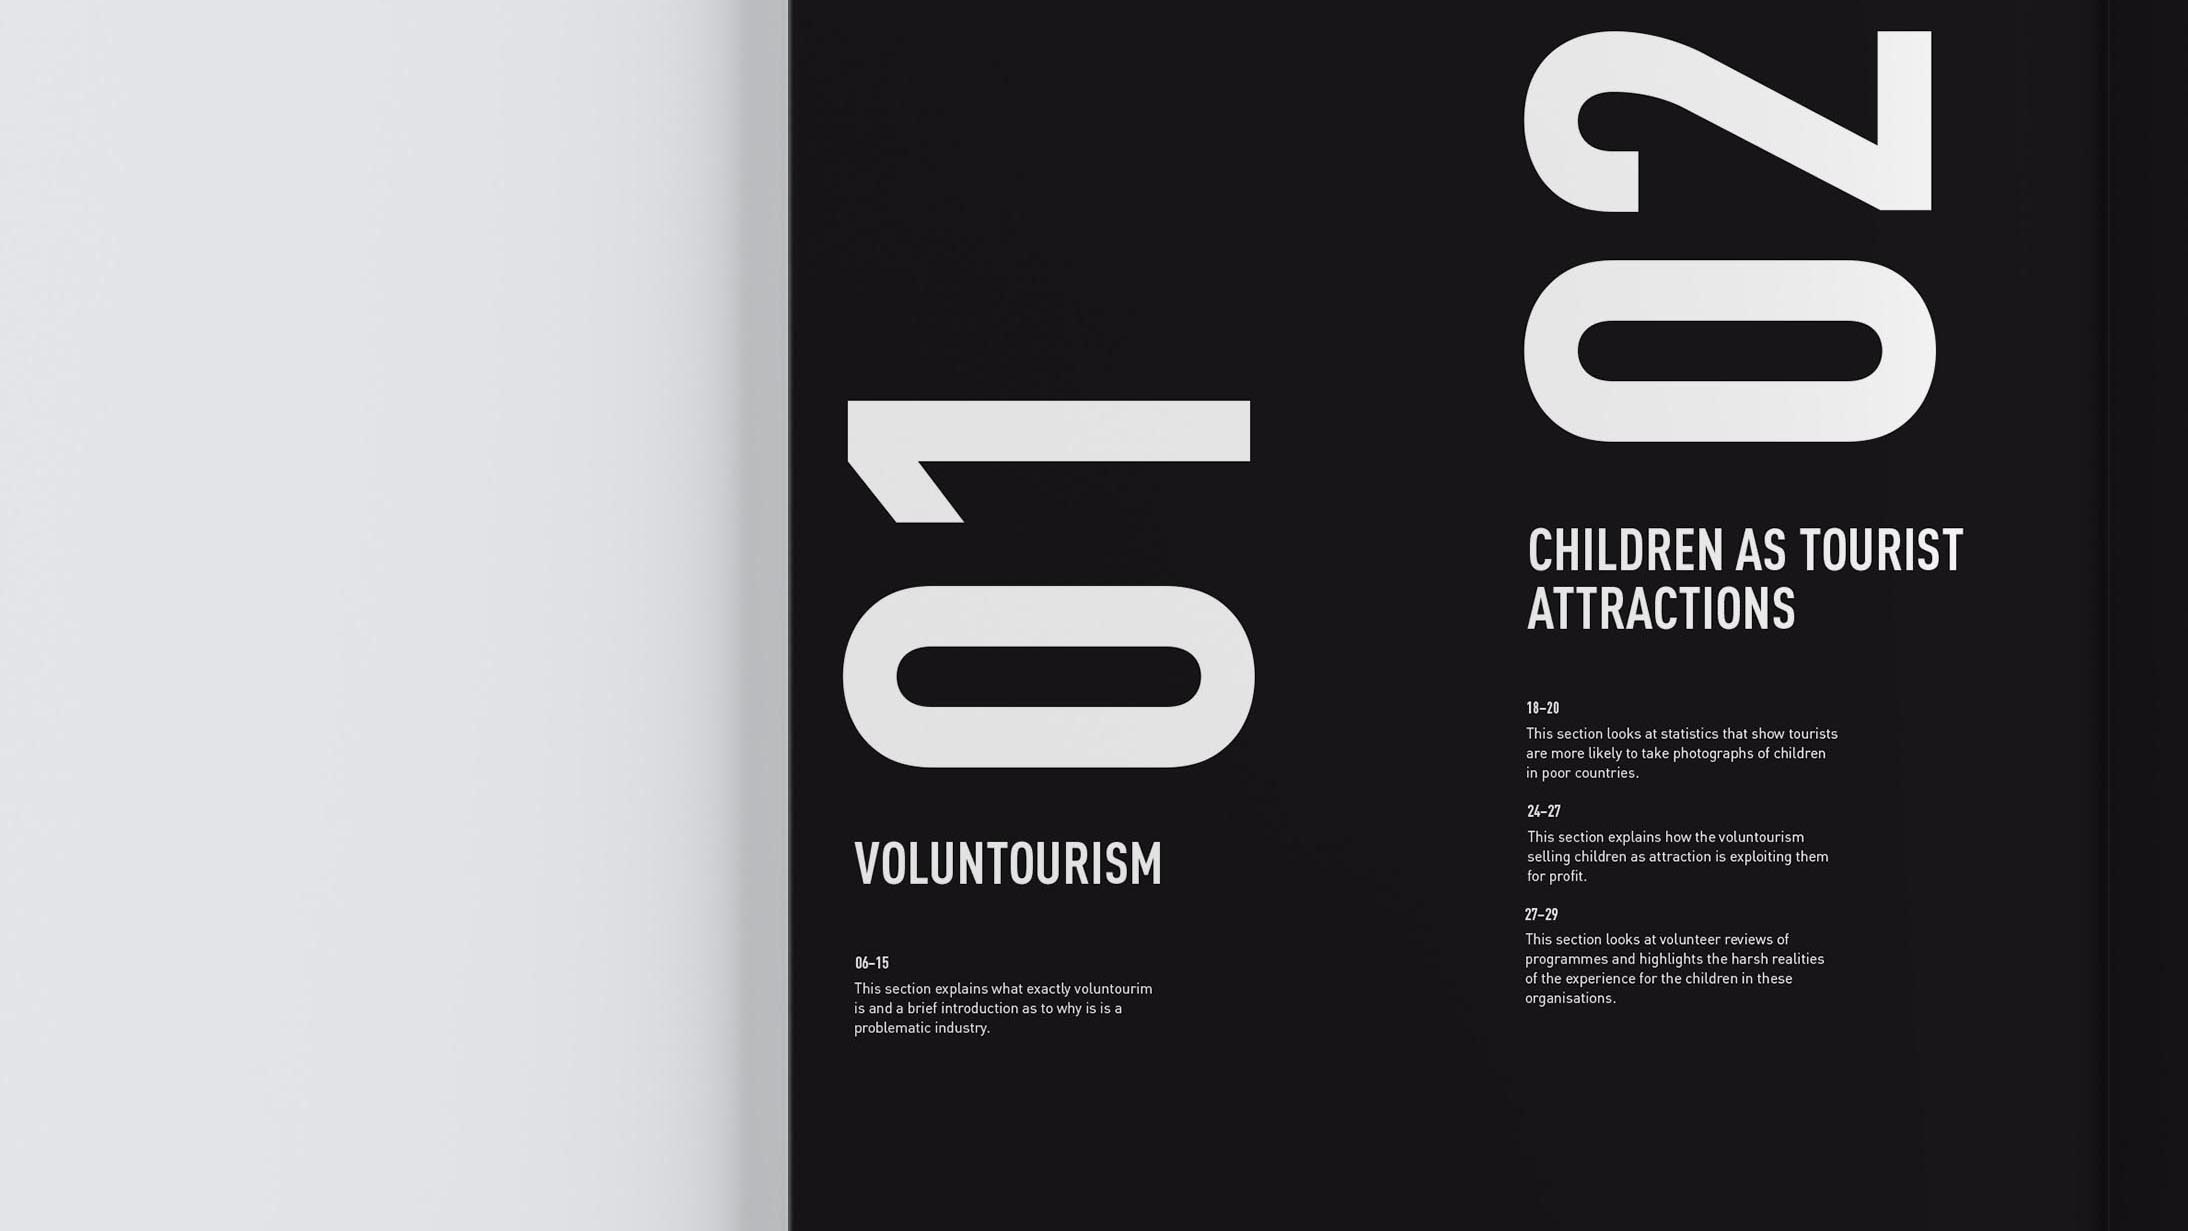 01
VOLUNTOURISM
06–15
This section explains what exactly voluntourim
is and a brief introduction as to why is is a
problematic industry.
02
CHILDREN AS TOURIST
ATTRACTIONS
18–20
This section looks at statistics that show tourists
are more likely to take photographs of children
in poor countries.
24–27
This section explains how the voluntourism
selling children as attraction is exploiting them
for profit.
27–29
This section looks at volunteer reviews of
programmes and highlights the harsh realities
of the experience for the children in these
organisations.